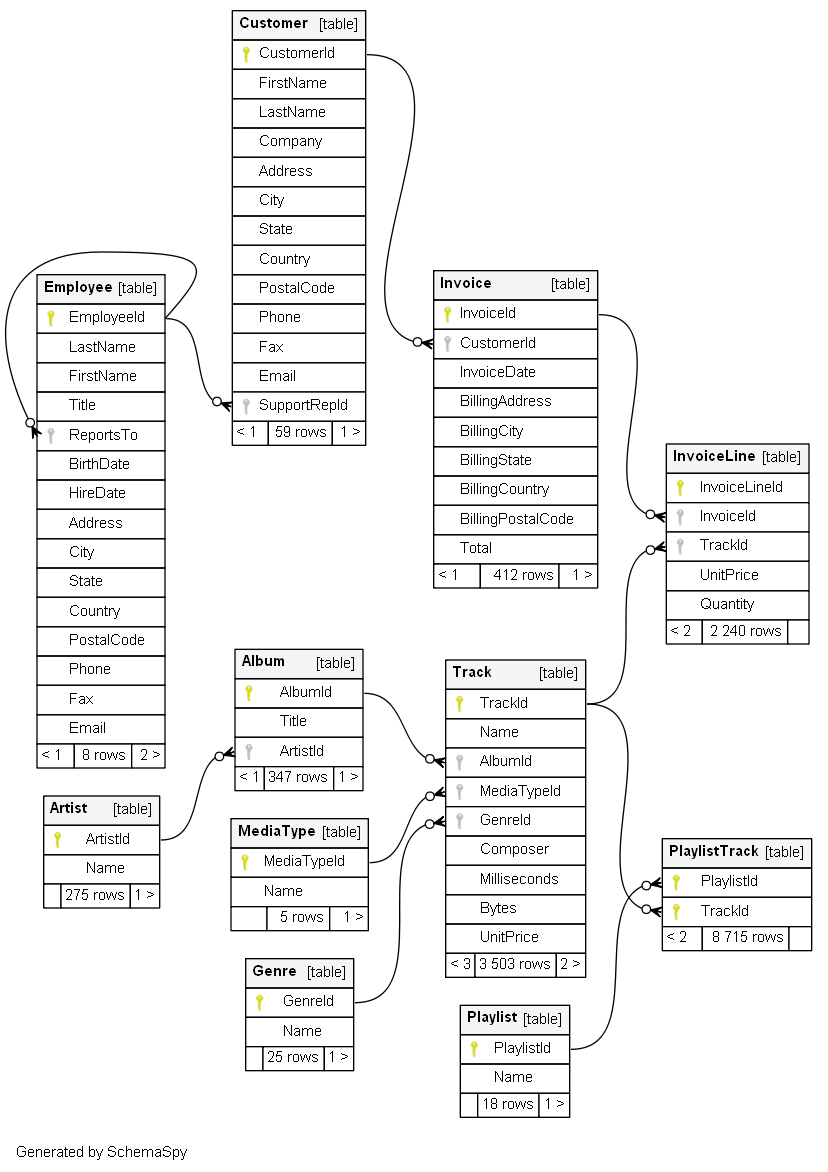 Customer [table]
CustomerId
FirstName
LastName
Company
Address
City
State
Country
PostalCode
Phone
Fax
Email
SupportRepId
< 1 59 rows 1 >
Employee [table]
EmployeeId
LastName
FirstName
Title
ReportsTo
BirthDate
HireDate
Address
City
State
Country
PostalCode
Phone
Fax
Email
< 1 8 rows 2 >
Invoice [table]
InvoiceId
CustomerId
InvoiceDate
BillingAddress
BillingCity
BillingState
BillingCountry
BillingPostalCode
Total
< 1 412 rows 1 >
InvoiceLine [table]
InvoiceLineId
InvoiceId
TrackId
UnitPrice
Quantity
< 2 2 240 rows
Album [table]
AlbumId
Title
ArtistId
< 1 347 rows 1 >
Track [table]
TrackId
Name
AlbumId
MediaTypeId
GenreId
Composer
Milliseconds
Bytes
UnitPrice
< 3 3 503 rows 2 >
Artist [table]
ArtistId
Name
275 rows 1 >
MediaType [table]
MediaTypeId
Name
5 rows 1 >
PlaylistTrack [table]
PlaylistId
TrackId
< 2 8 715 rows
Genre [table]
GenreId
Name
25 rows 1 >
Playlist [table]
PlaylistId
Name
18 rows 1 >
Generated by SchemaSpy